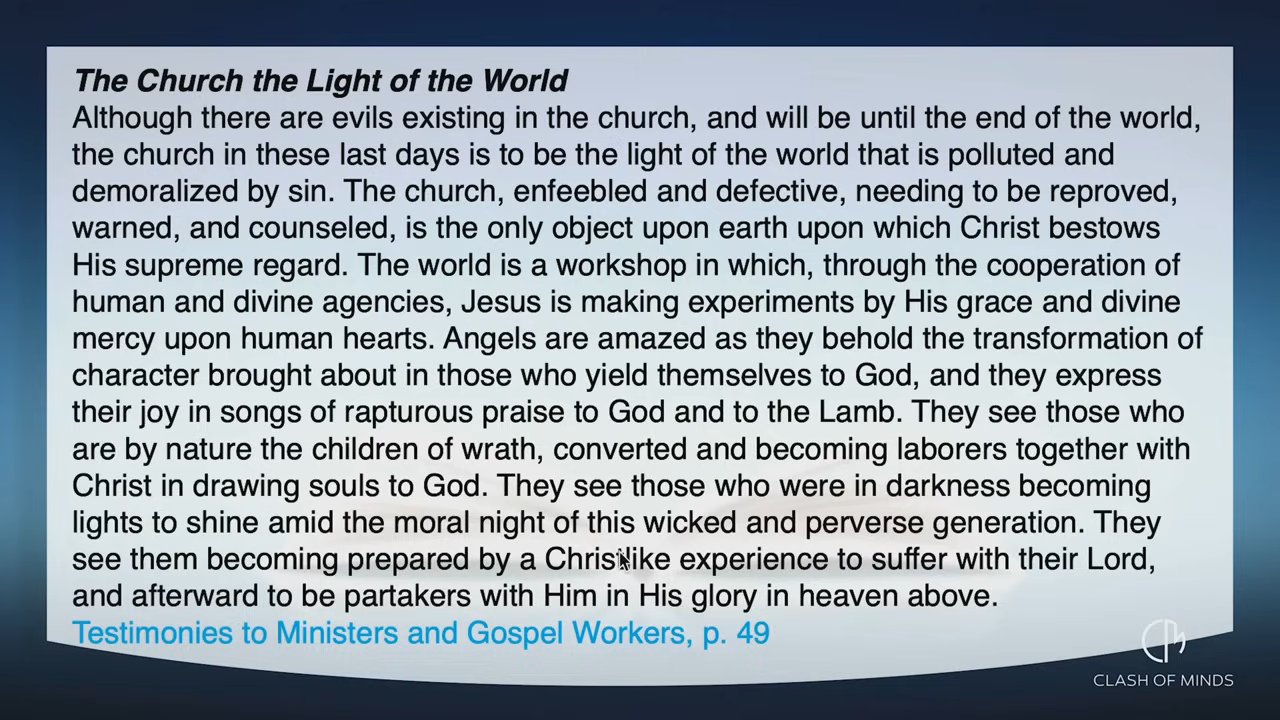 The Church the Light of the World
Although there are evils existing in the church, and will be until the end of the world,
the church in these last days is to be the light of the world that is polluted and
demoralized by sin. The church, enfeebled and defective, needing to be reproved,
warned, and counseled, is the only object upon earth upon which Christ bestows
His supreme regard. The world is a workshop in which, through the cooperation of
human and divine agencies, Jesus is making experiments by His grace and divine
mercy upon human hearts. Angels are amazed as they behold the transformation of
character brought about in those who yield themselves to God, and they express
their joy in songs of rapturous praise to God and to the Lamb. They see those who
are by nature the children of wrath, converted and becoming laborers together with
Christ in drawing souls to God. They see those who were in darkness becoming
lights to shine amid the moral night of this wicked and perverse generation. They
see them becoming prepared by a Christlike experience to suffer with their Lord,
and afterward to be partakers with Him in His glory in heaven above.
Testimonies to Ministers and Gospel Workers, p. 49
CLASH OF MINDS